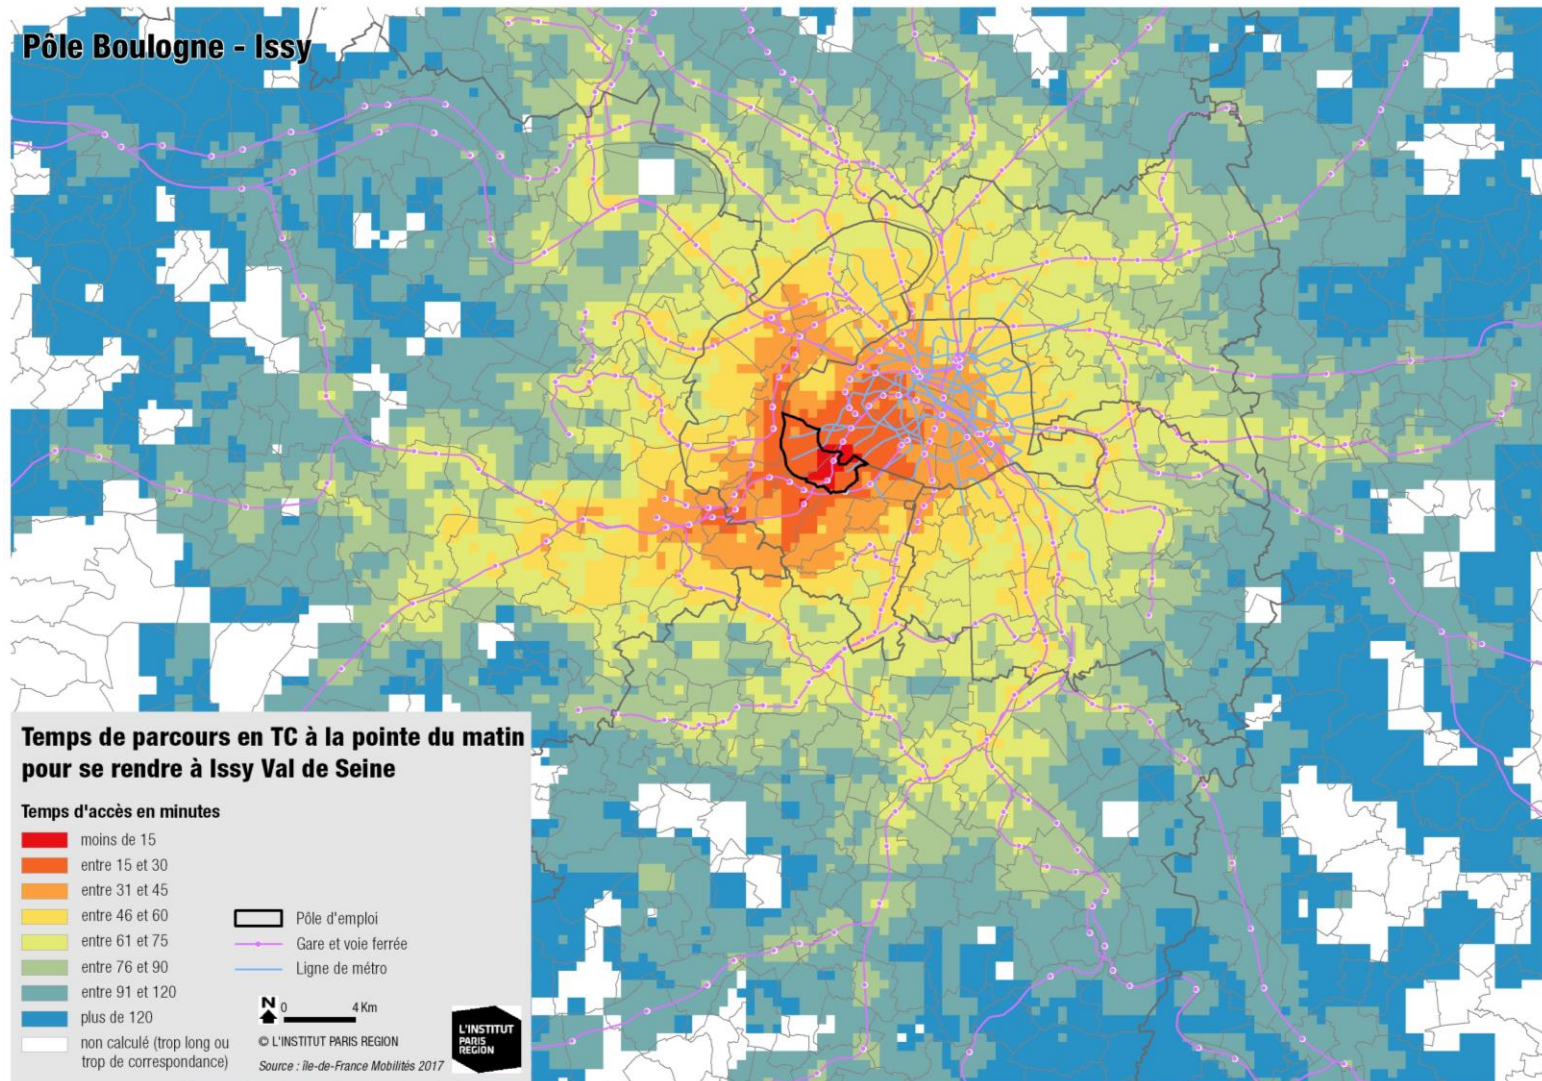 Pôle Boulogne - Issy
Temps de parcours en TC à la pointe du matin
pour se rendre à Issy Val de Seine
Temps d'accès en minutes
moins de 15
entre 15 et 30
entre 31 et 45
entre 46 et 60
entre 61 et 75
entre 76 et 90
entre 91 et 120
plus de 120
non calculé (trop long ou
trop de correspondance)
Pôle d'emploi
Gare et voie ferrée
Ligne de métro
N
0 4 Km
© L'INSTITUT PARIS REGION
Source : île-de-France Mobilités 2017
L'INSTITUT
PARIS
REGION